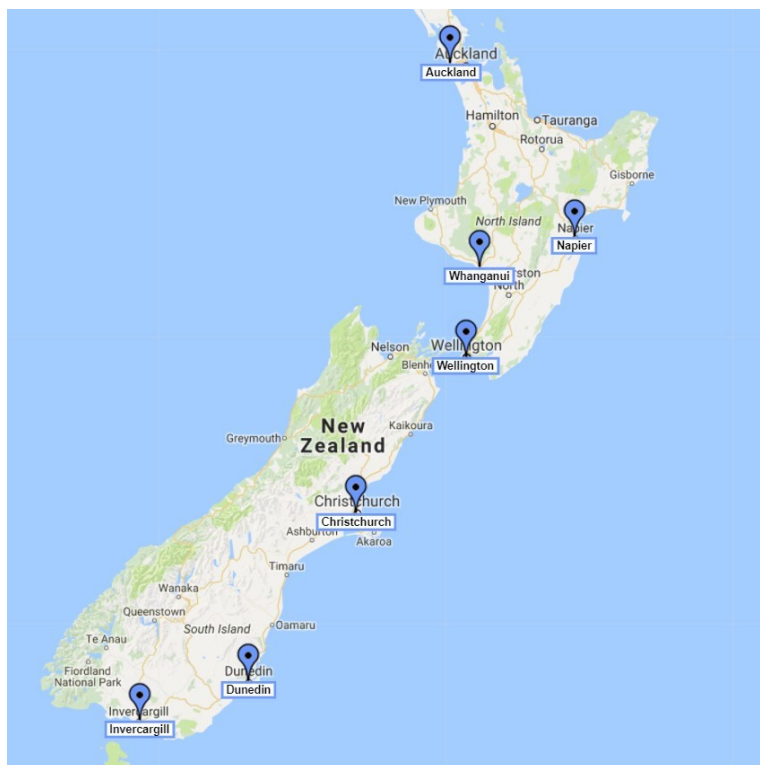 Auckland
Auckland
Hamilton
Tauranga
Rotorua
Gisborne
New Plymouth
North Island
Napier
Napier
Whanganui
North
Wellington
Nelson
Wellington
New
Zealand
Kaikoura
Greymouth
Christchurch
Christchurch
Ashburton
Akaroa
Timaru
Wanaka
Queenstown
South Island
Oamaru
Te Anau
Fiordland
National Park
Dunedin
Dunedin
Invercargill
Invercargill